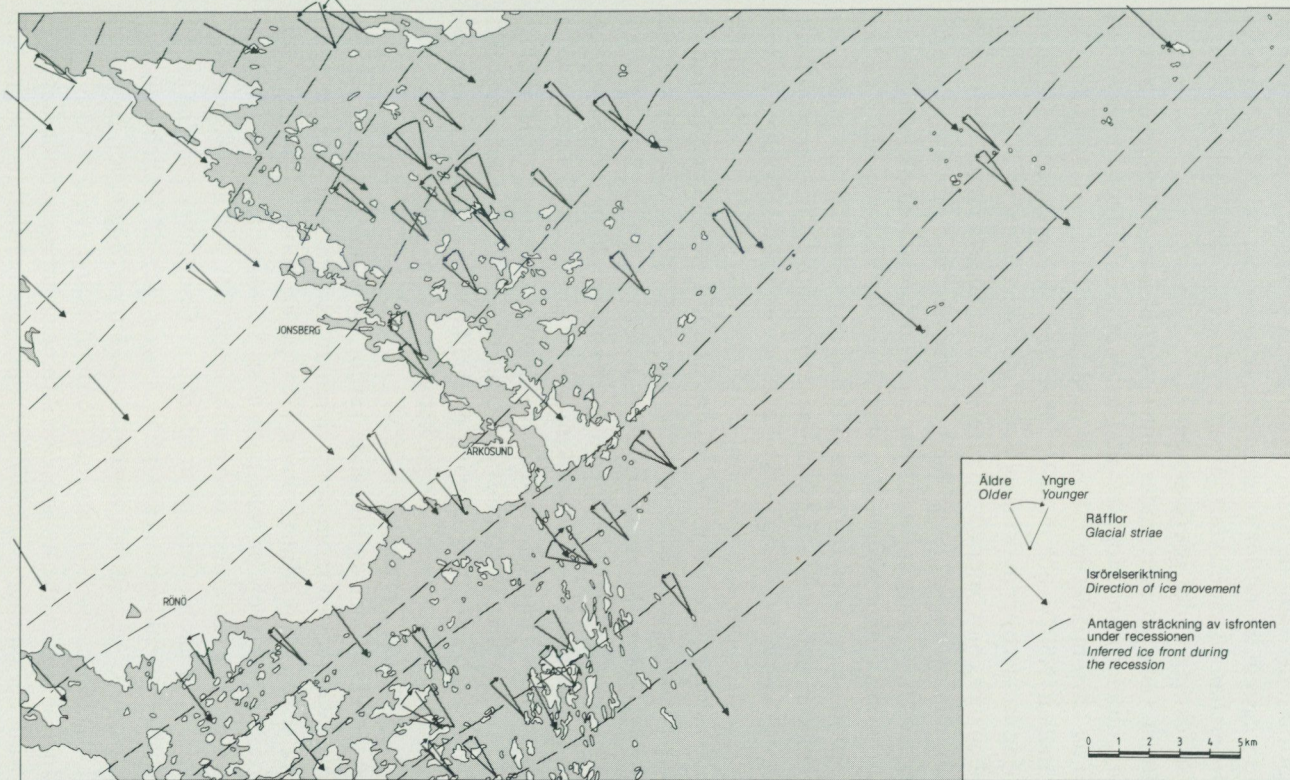 JONSBERG
ARKÖSUND
RÖNÖ
Äldre Yngre
Older Younger
Räfflor
Glacial striae
Isrörelseriktning
Direction of ice movement
Antagen sträckning av isfronten
under recessionen
Inferred ice front during
the recession
0 1 2 3 4 5 km